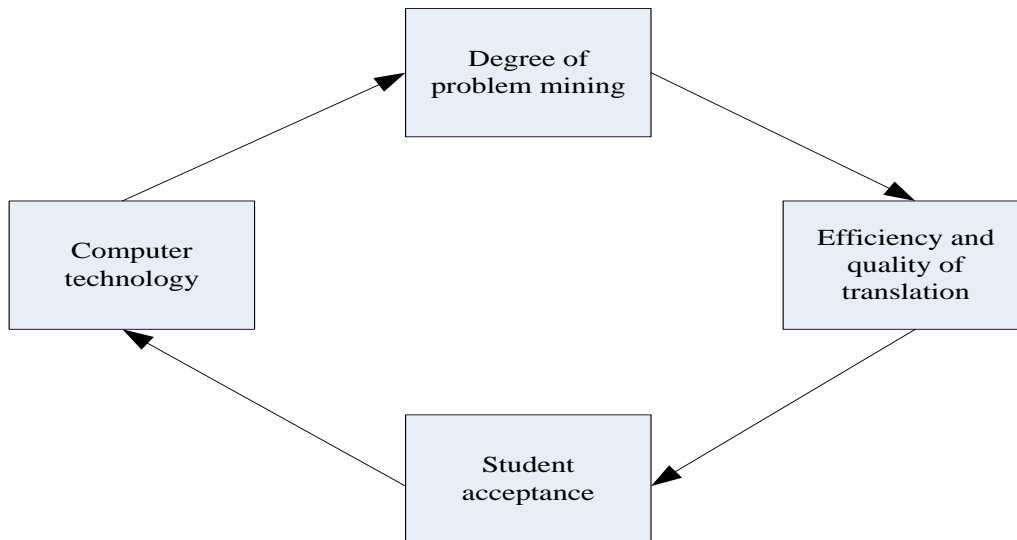 Degree of
problem mining
Computer
technology
Efficiency and
quality of
translation
Student
acceptance